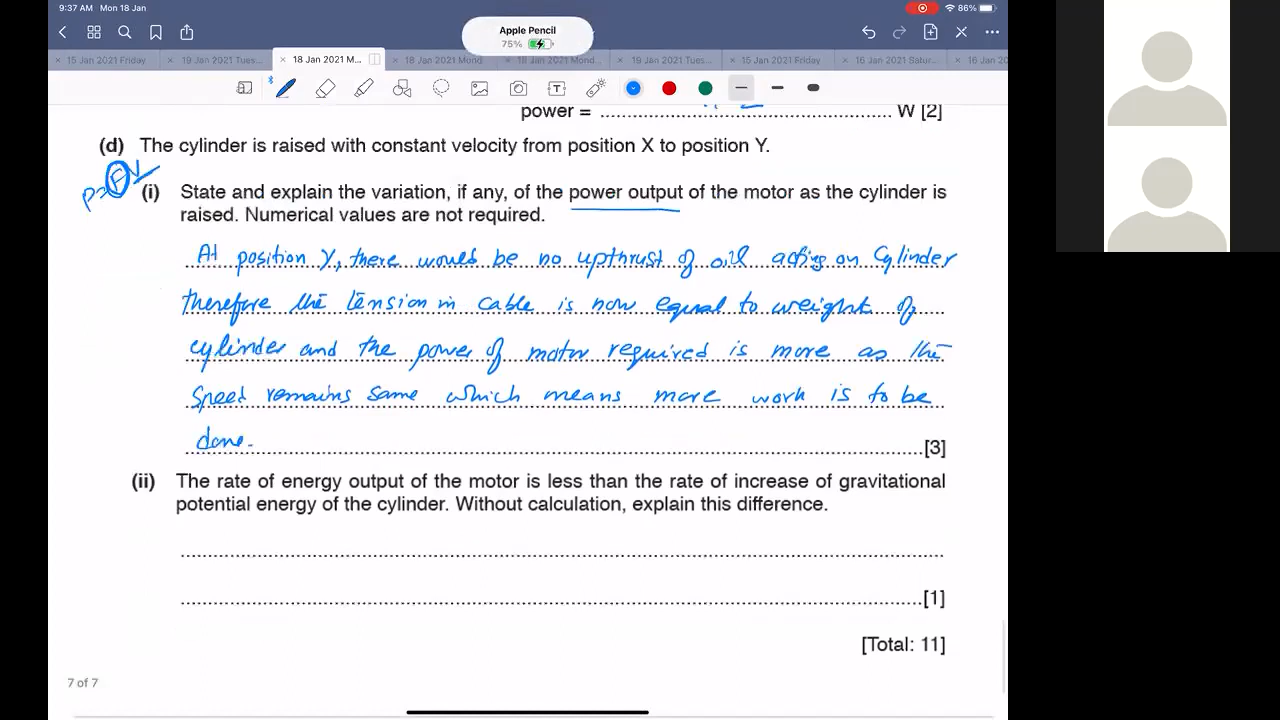 9:37 AM Mon 18 Jan
86%
Apple Pencil
75%
15 Jan 2021 Friday
19 Jan 2021 Tues...
18 Jan 2021 M...
18 Jan 2021 Mond...
18 Jan 2021 Mond...
19 Jan 2021 Tues...
15 Jan 2021 Friday
16 Jan 2021 Satur...
16 Jan 20
power = ........ W [2]
(d) The cylinder is raised with constant velocity from position X to position Y.
P=FV
(i) State and explain the variation, if any, of the power output of the motor as the cylinder is
raised. Numerical values are not required.
At position Y, there would be no upthrust of oil acting on Cylinder
therefore the tension in cable is now equal to weight of
cylinder and the power of motor required is more as the
speed remains same which means more work is to be
done.
[3]
(ii) The rate of energy output of the motor is less than the rate of increase of gravitational
potential energy of the cylinder. Without calculation, explain this difference.
[1]
[Total: 11]
7 of 7